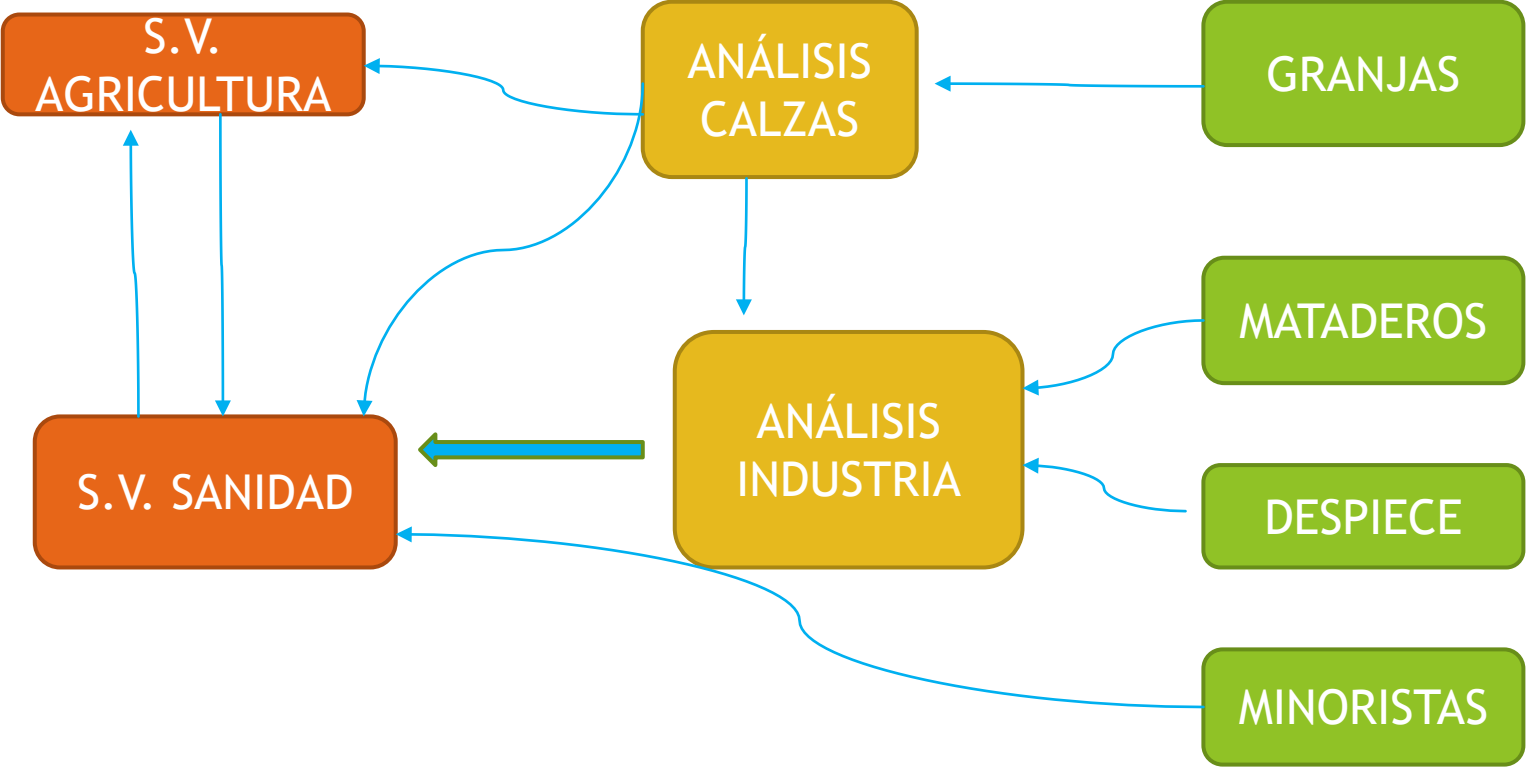 S.V.
AGRICULTURA
ANÁLISIS
CALZAS
GRANJAS
MATADEROS
ANÁLISIS
INDUSTRIA
S.V. SANIDAD
DESPIECE
MINORISTAS